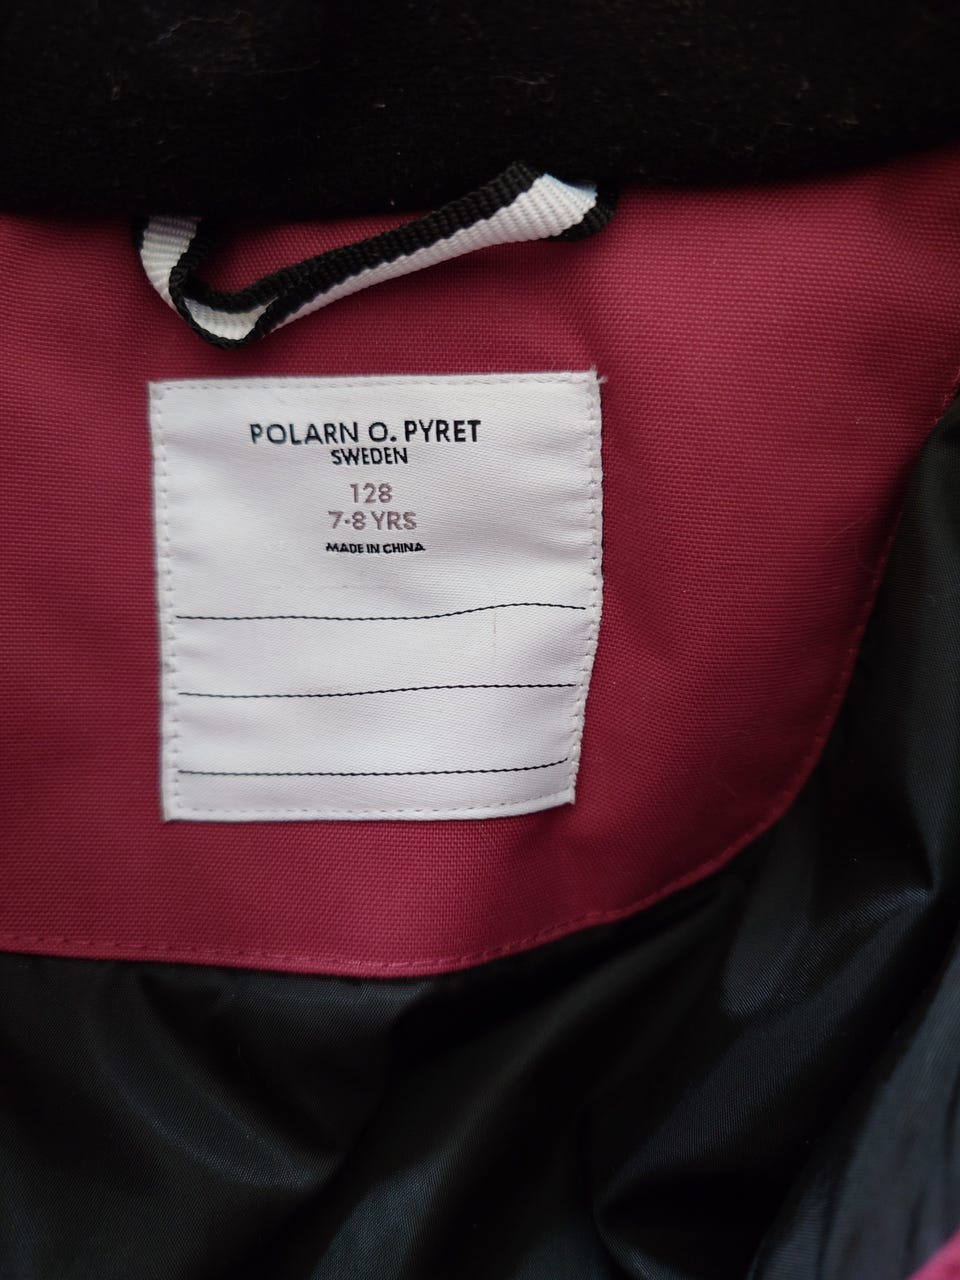 POLARN O. PYRET
SWEDEN
128
7-8 YRS
MADE IN CHINA